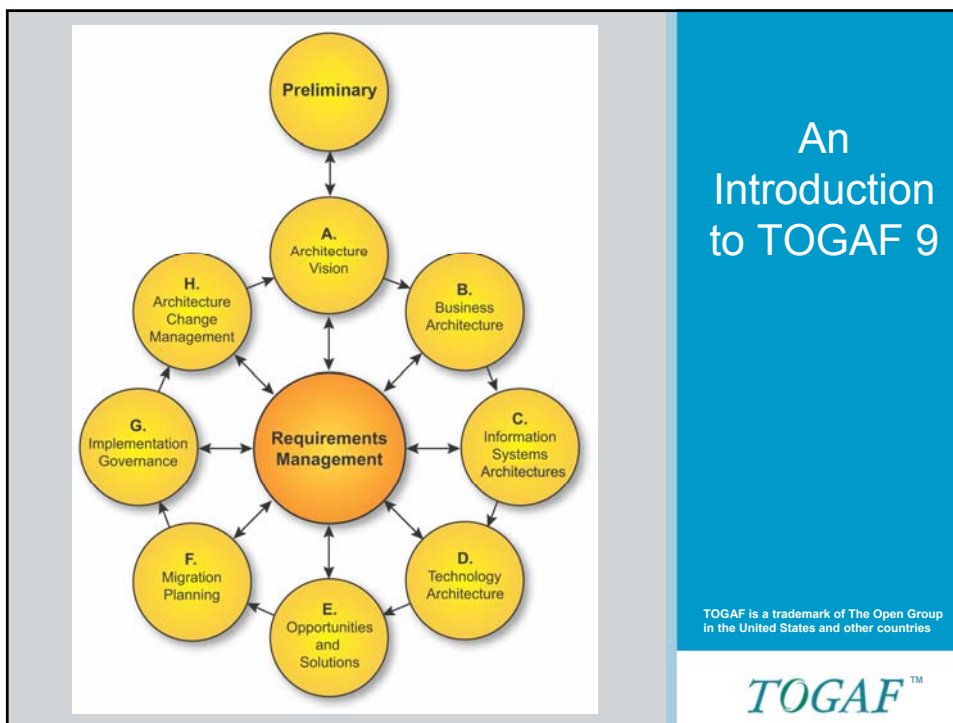 Preliminary
A.
Architecture
Vision
B.
Business
Architecture
C.
Information
Systems
Architectures
D.
Technology
Architecture
E.
Opportunities
and
Solutions
F.
Migration
Planning
G.
Implementation
Governance
H.
Architecture
Change
Management
Requirements
Management
An
Introduction
to TOGAF 9
TOGAF is a trademark of The Open Group
in the United States and other countries
TOGAF ™